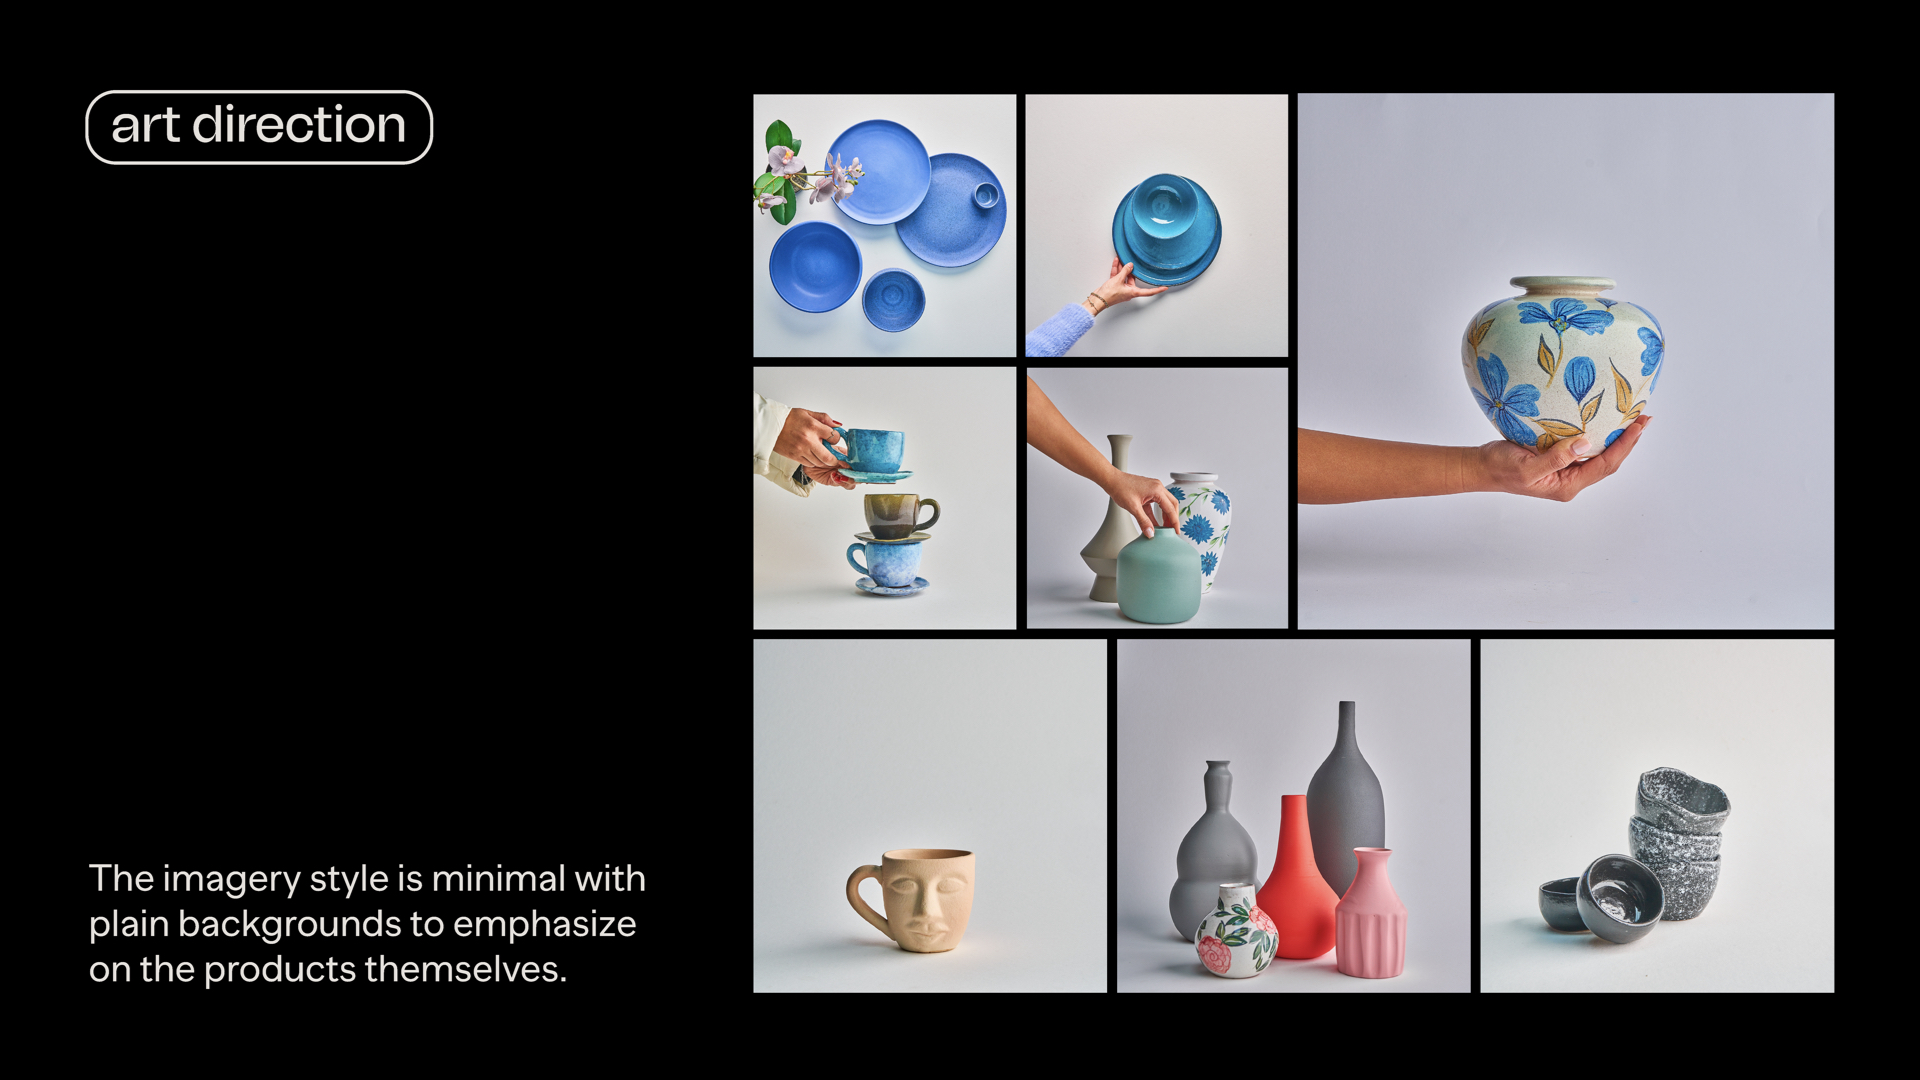 art direction
The imagery style is minimal with
plain backgrounds to emphasize
on the products themselves.